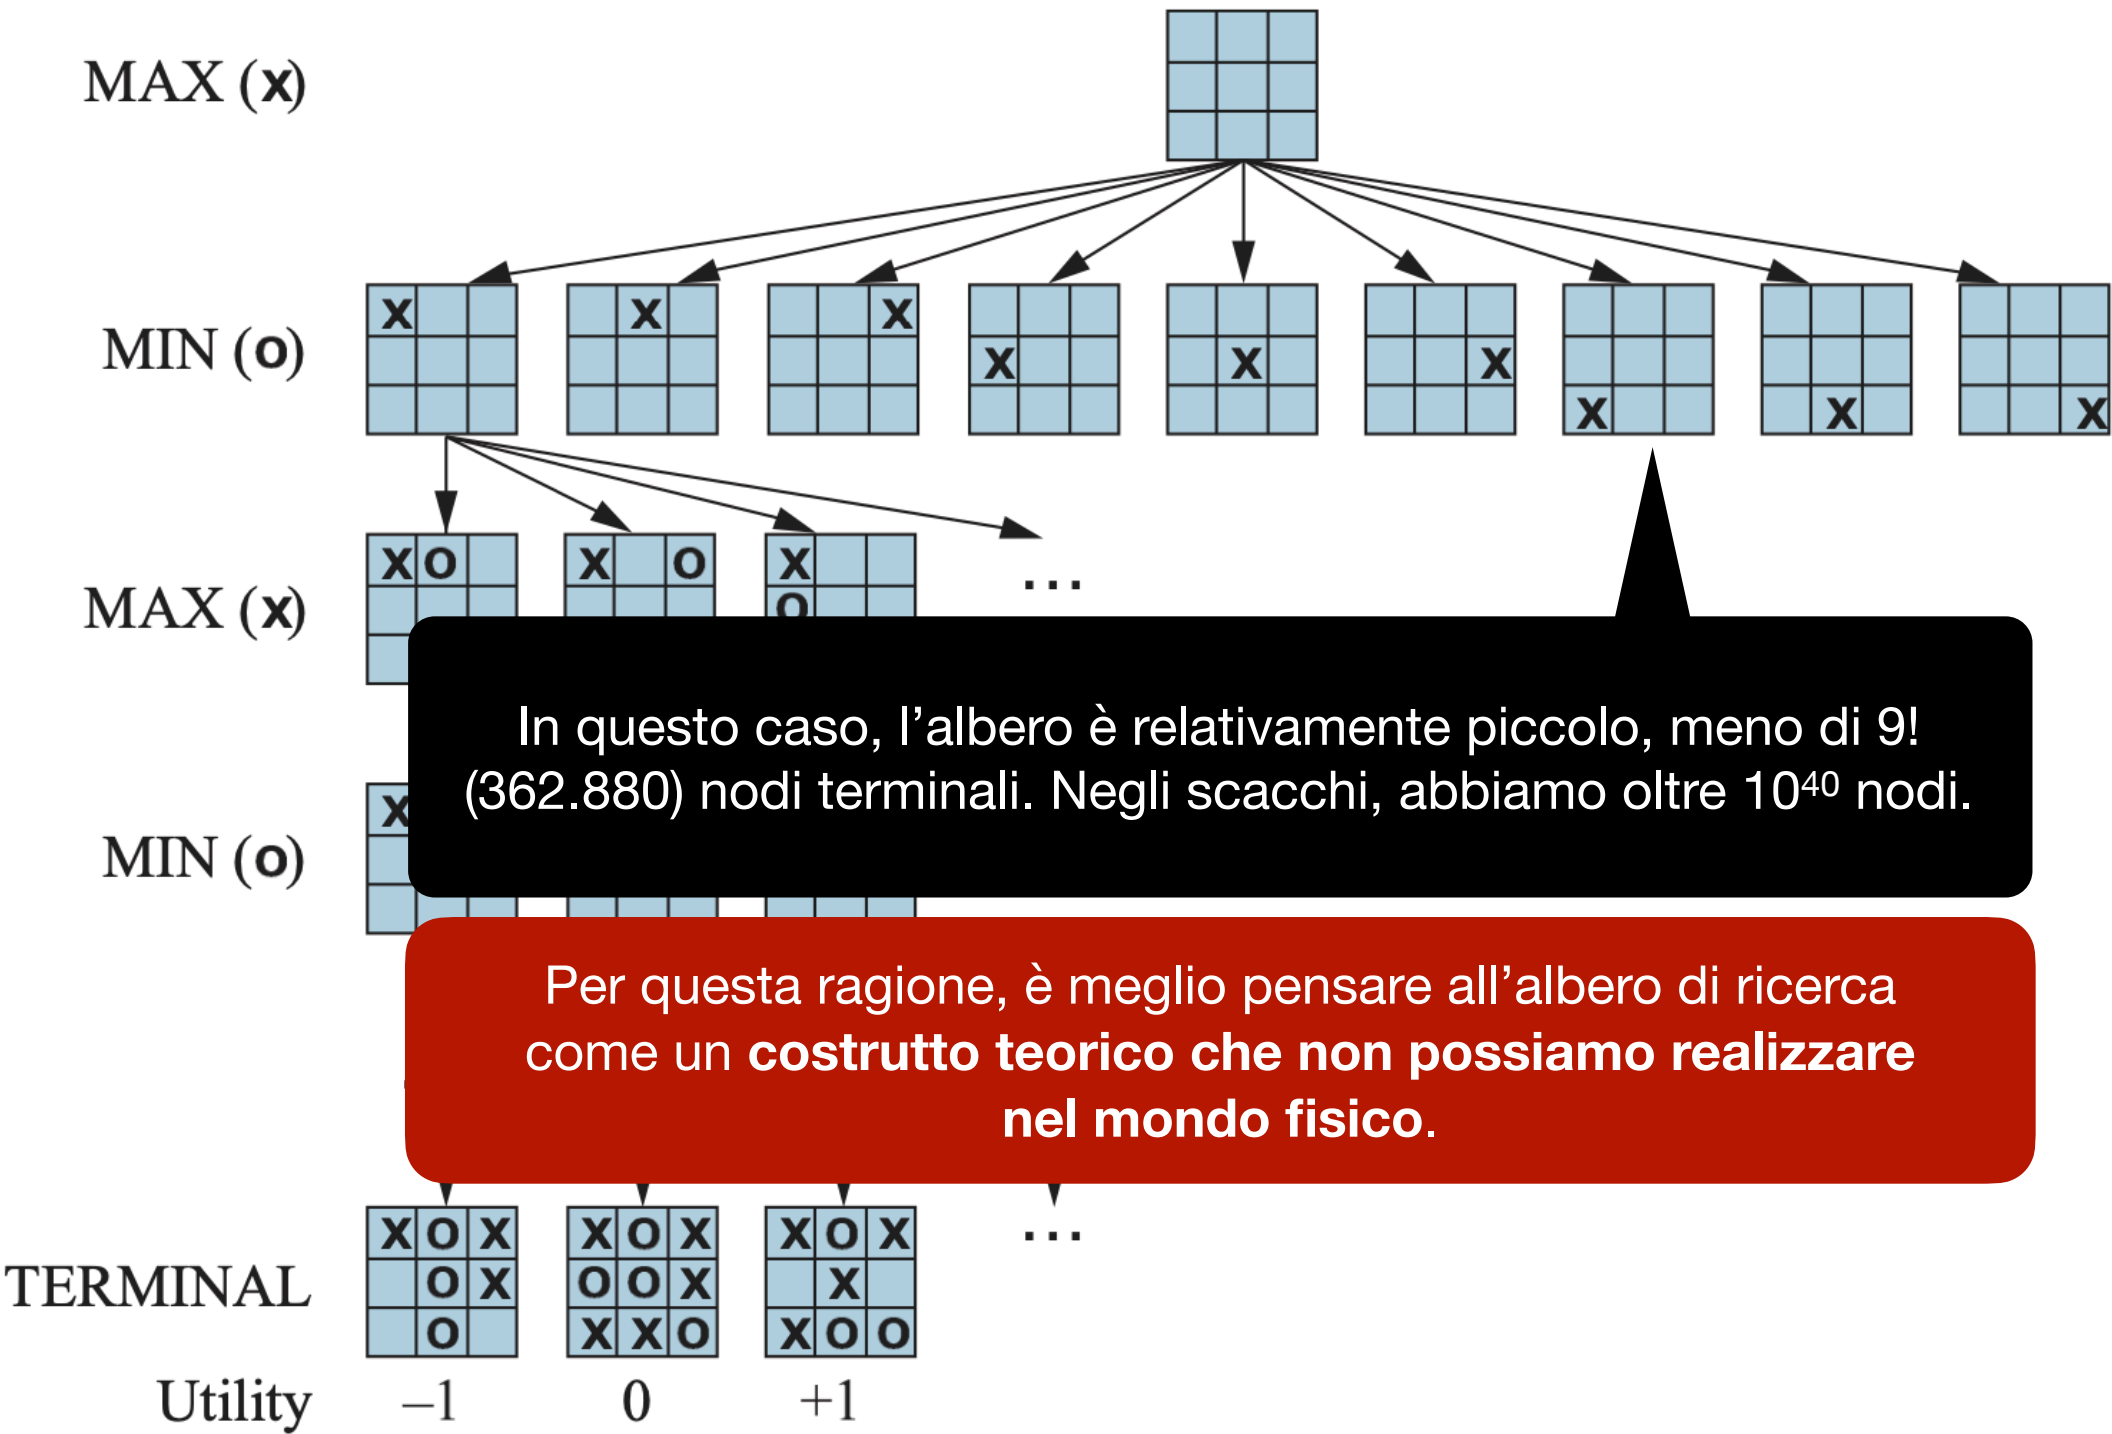 MAX (x)
MIN (o)
X X X X X X X X X
MAX (x)
X O X O X ...
O
In questo caso, l’albero è relativamente piccolo, meno di 9!
(362.880) nodi terminali. Negli scacchi, abbiamo oltre 10⁴⁰ nodi.
MIN (o)
X
Per questa ragione, è meglio pensare all’albero di ricerca
come un costrutto teorico che non possiamo realizzare
nel mondo fisico.
X O X X O X X O X ...
TERMINAL
O X O O X X
O X X O X O O
Utility –1 0 +1